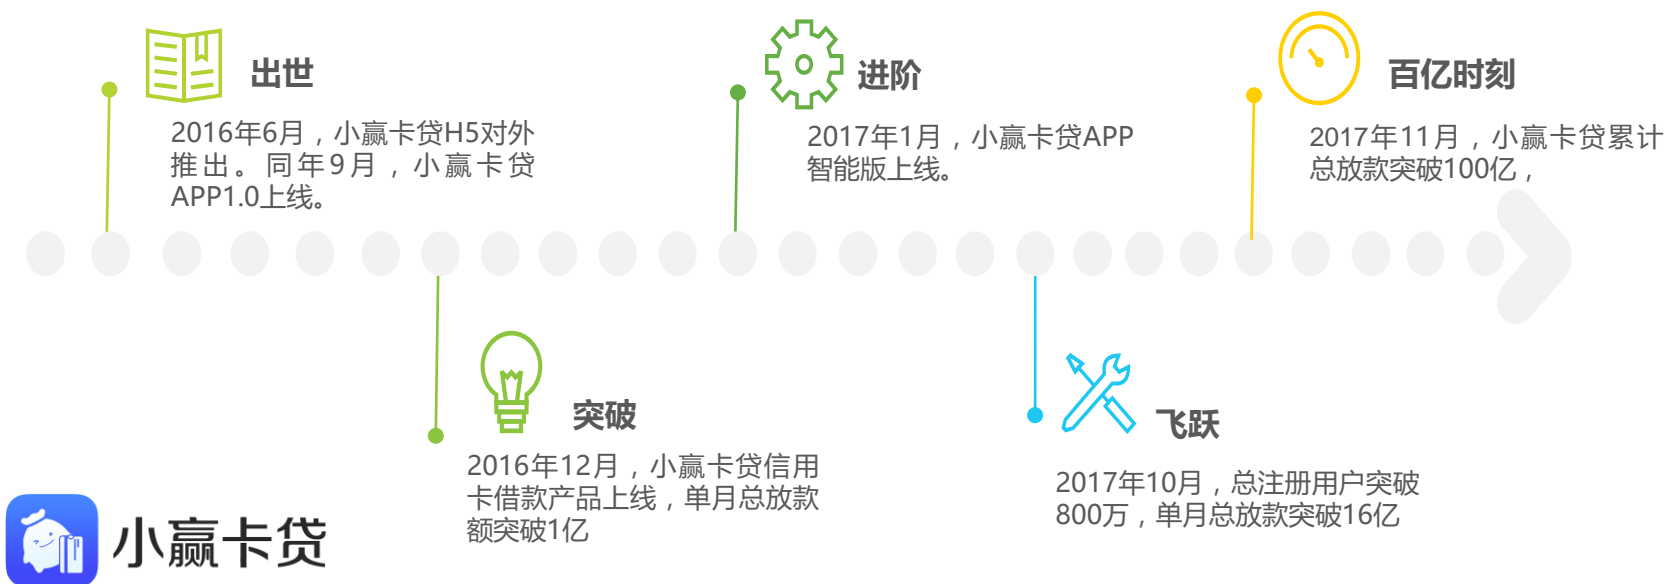 出世
2016年6月，小赢卡贷H5对外
推出。同年9月，小赢卡贷
APP1.0上线。
进阶
2017年1月，小赢卡贷APP
智能版上线。
百亿时刻
2017年11月，小赢卡贷累计
总放款突破100亿，
突破
2016年12月，小赢卡贷信用
卡借款产品上线，单月总放款
额突破1亿
飞跃
2017年10月，总注册用户突破
800万，单月总放款突破16亿
小赢卡贷